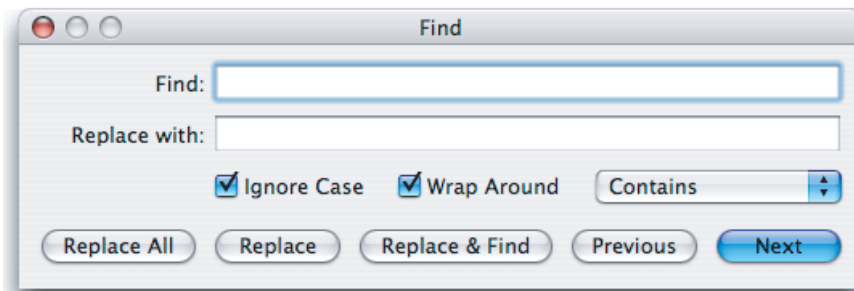 Find
Find:
Replace with:
Ignore Case Wrap Around Contains
Replace All Replace Replace & Find Previous Next